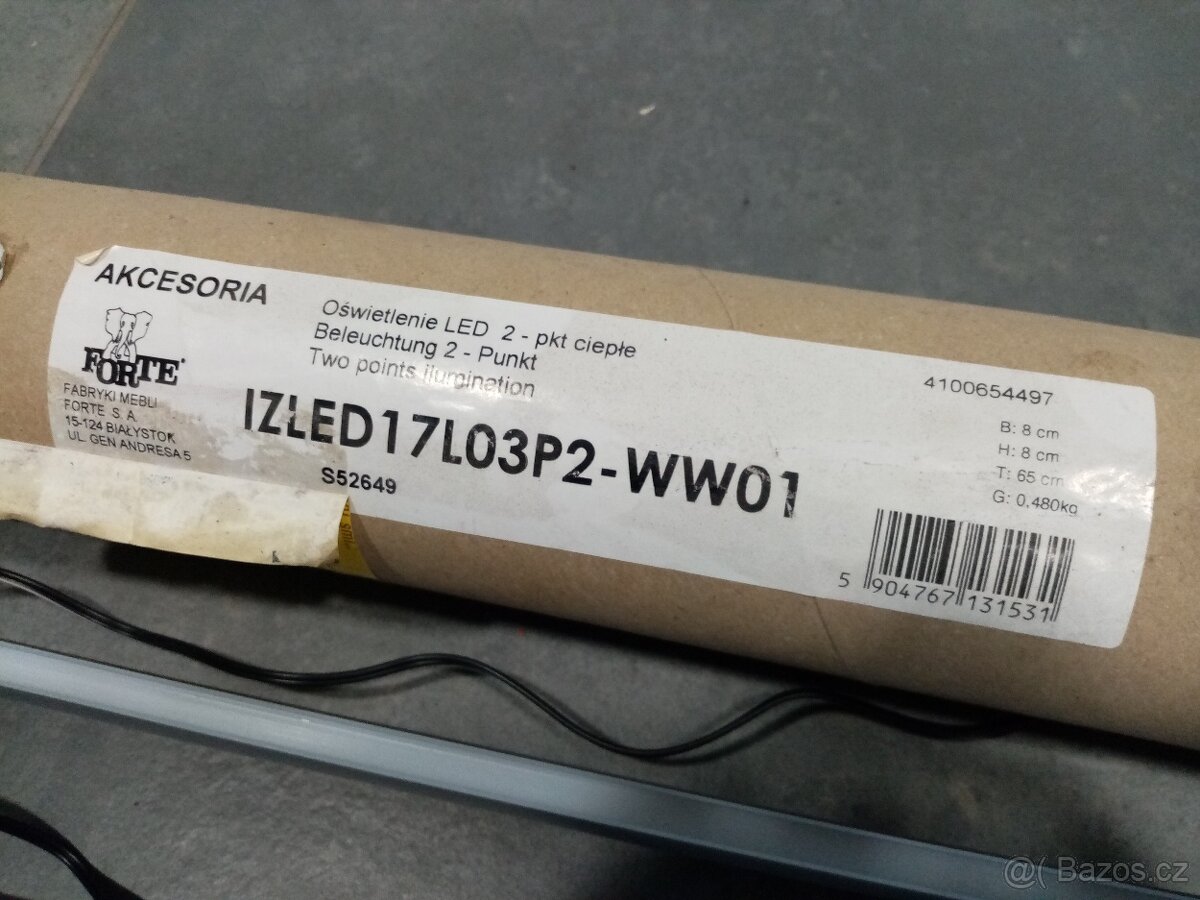 AKCESORIA
FORTE
FABRYKI MEBLI
FORTE S.A.
15-124 BIAŁYSTOK
UL. GEN ANDRESA 5
Oświetlenie LED 2 - pkt ciepłe
Beleuchtung 2 - Punkt
Two points ilumination
IZLED17L03P2-WW01
S52649
4100654497
B: 8 cm
H: 8 cm
T: 65 cm
G: 0,480kg
5 904767 131531
@( Bazos.cz